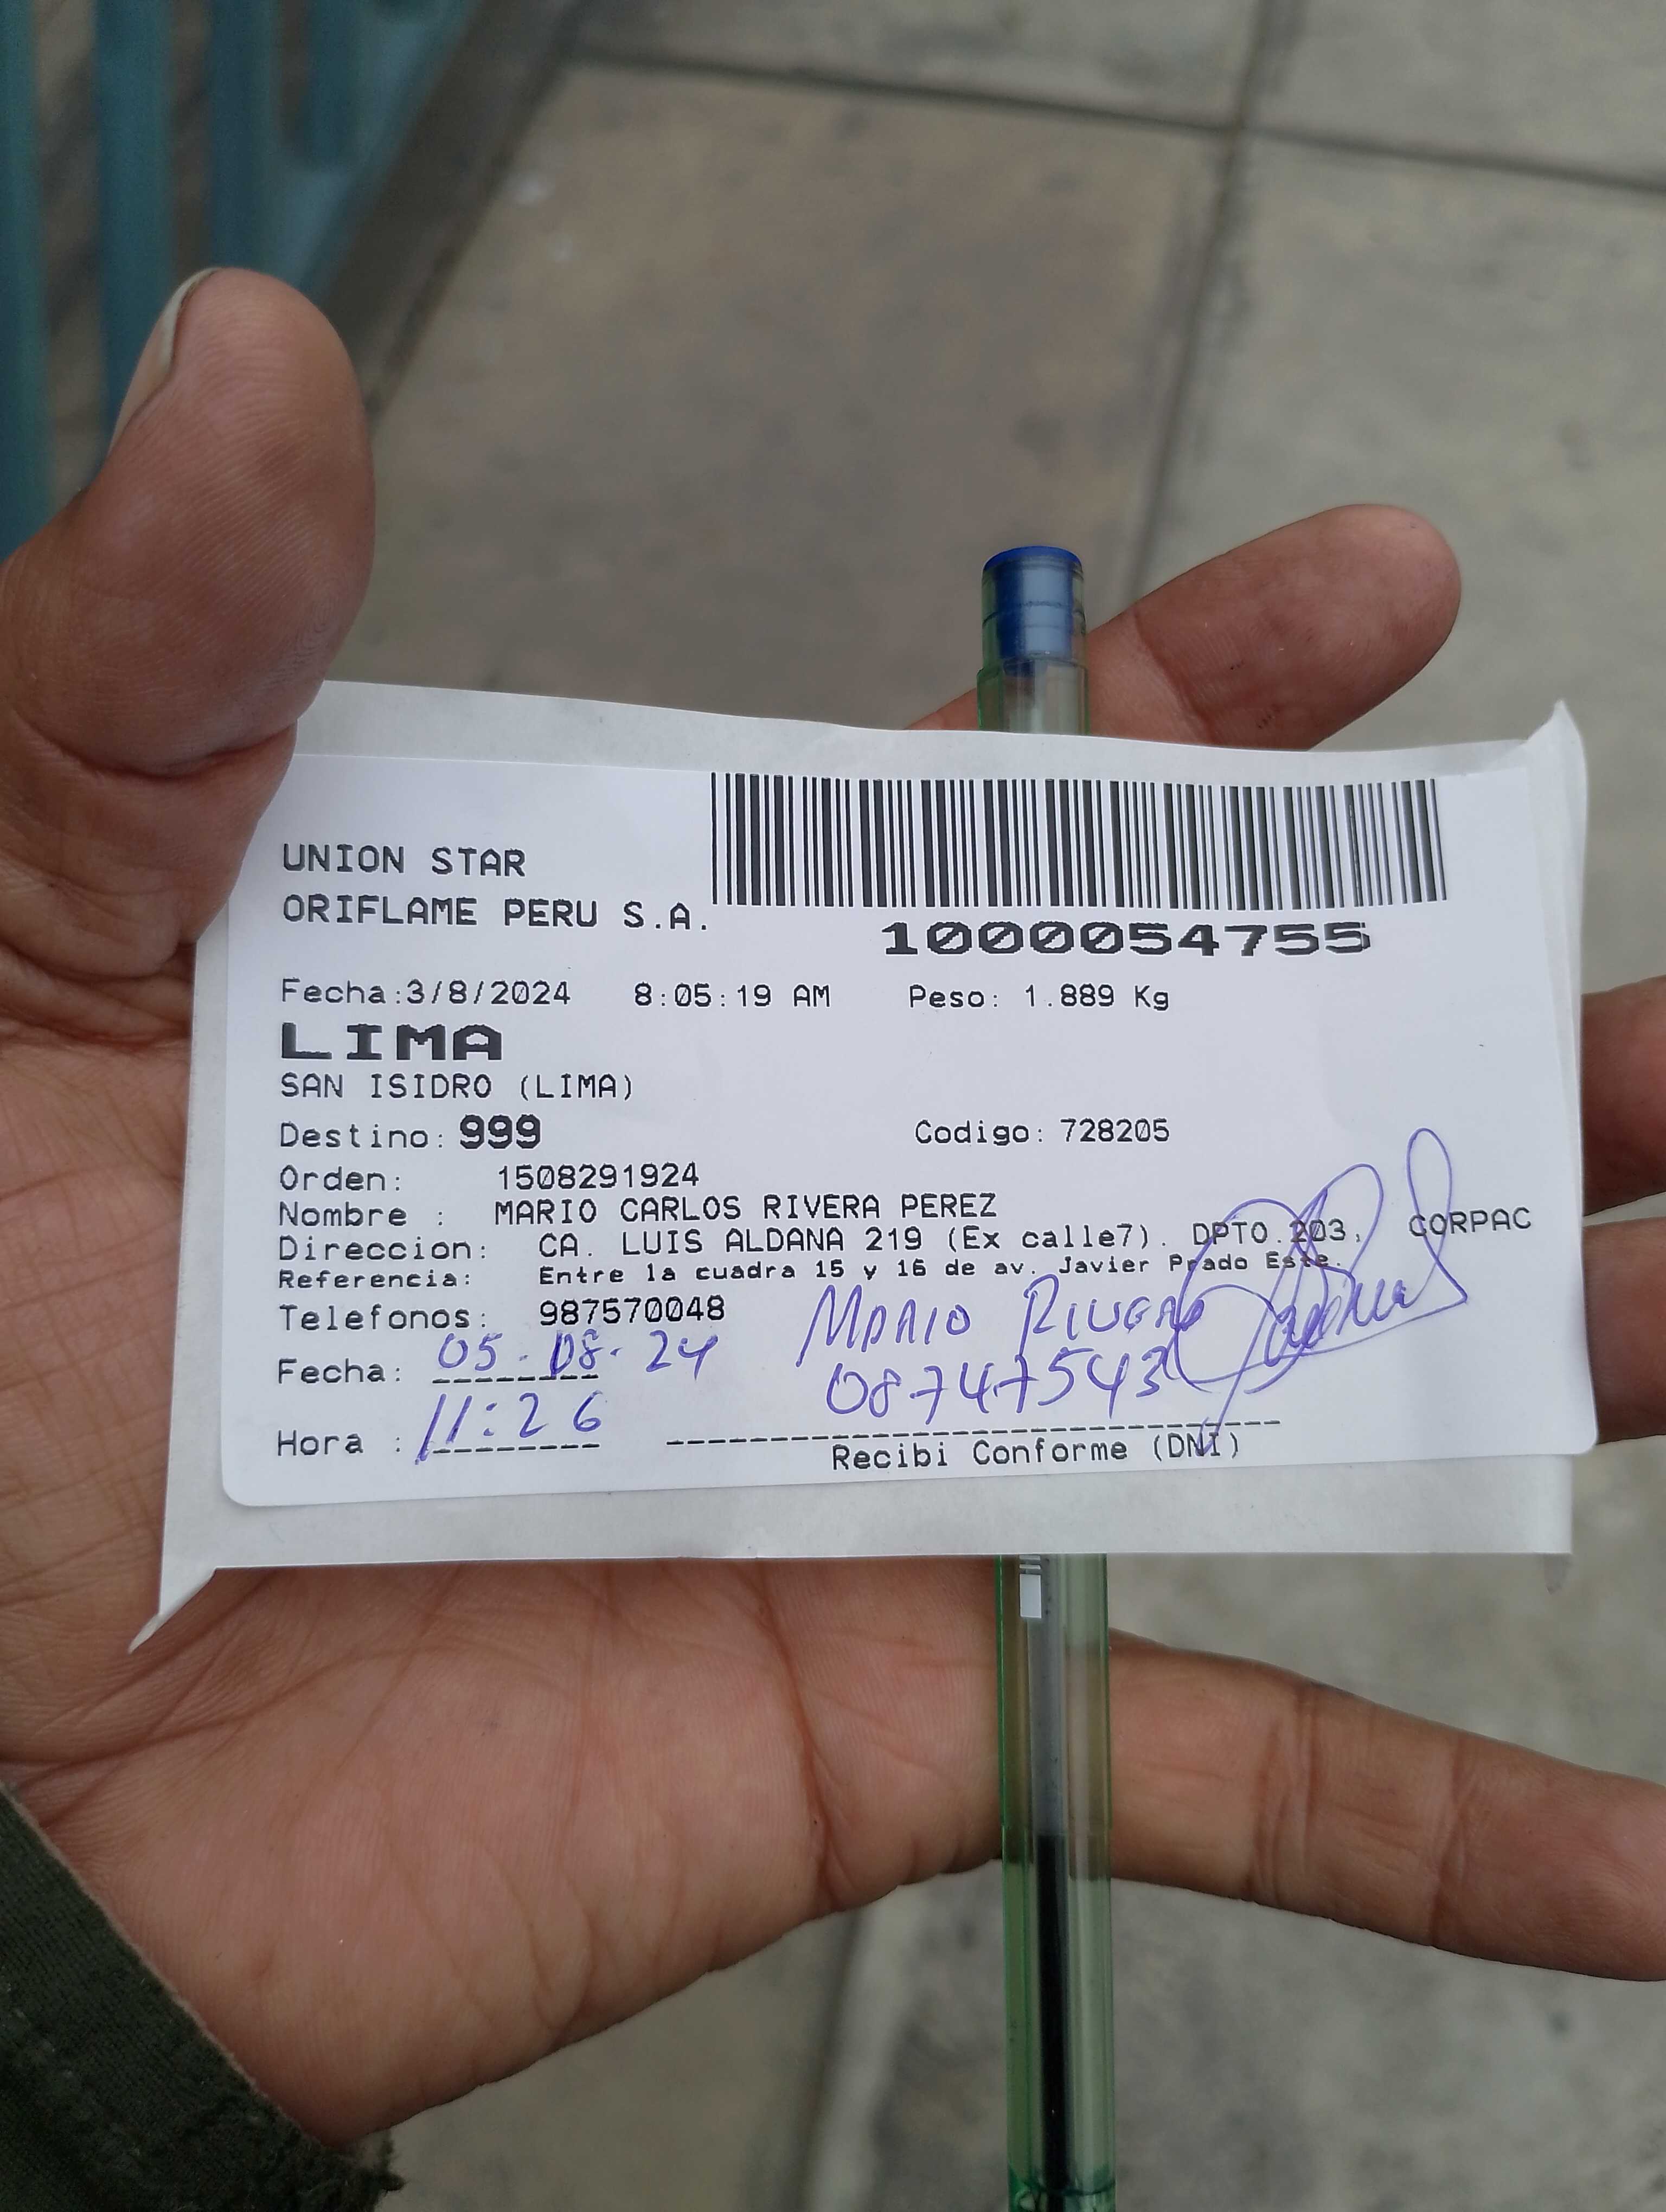 UNION STAR
ORIFLAME PERU S.A.
1000054755
Fecha:3/8/2024 8:05:19 AM Peso: 1.889 Kg
LIMA
SAN ISIDRO (LIMA)
Destino: 999 Codigo: 728205
Orden: 1508291924
Nombre : MARIO CARLOS RIVERA PEREZ
Direccion: CA. LUIS ALDANA 219 (Ex calle7). DPTO.203, CORPAC
Referencia: Entre la cuadra 15 y 16 de av. Javier Prado Este.
Telefonos: 987570048
MARIO RIVERA
Fecha: 05-08-24
08747543
Hora : 11:26
Recibi Conforme (DNI)